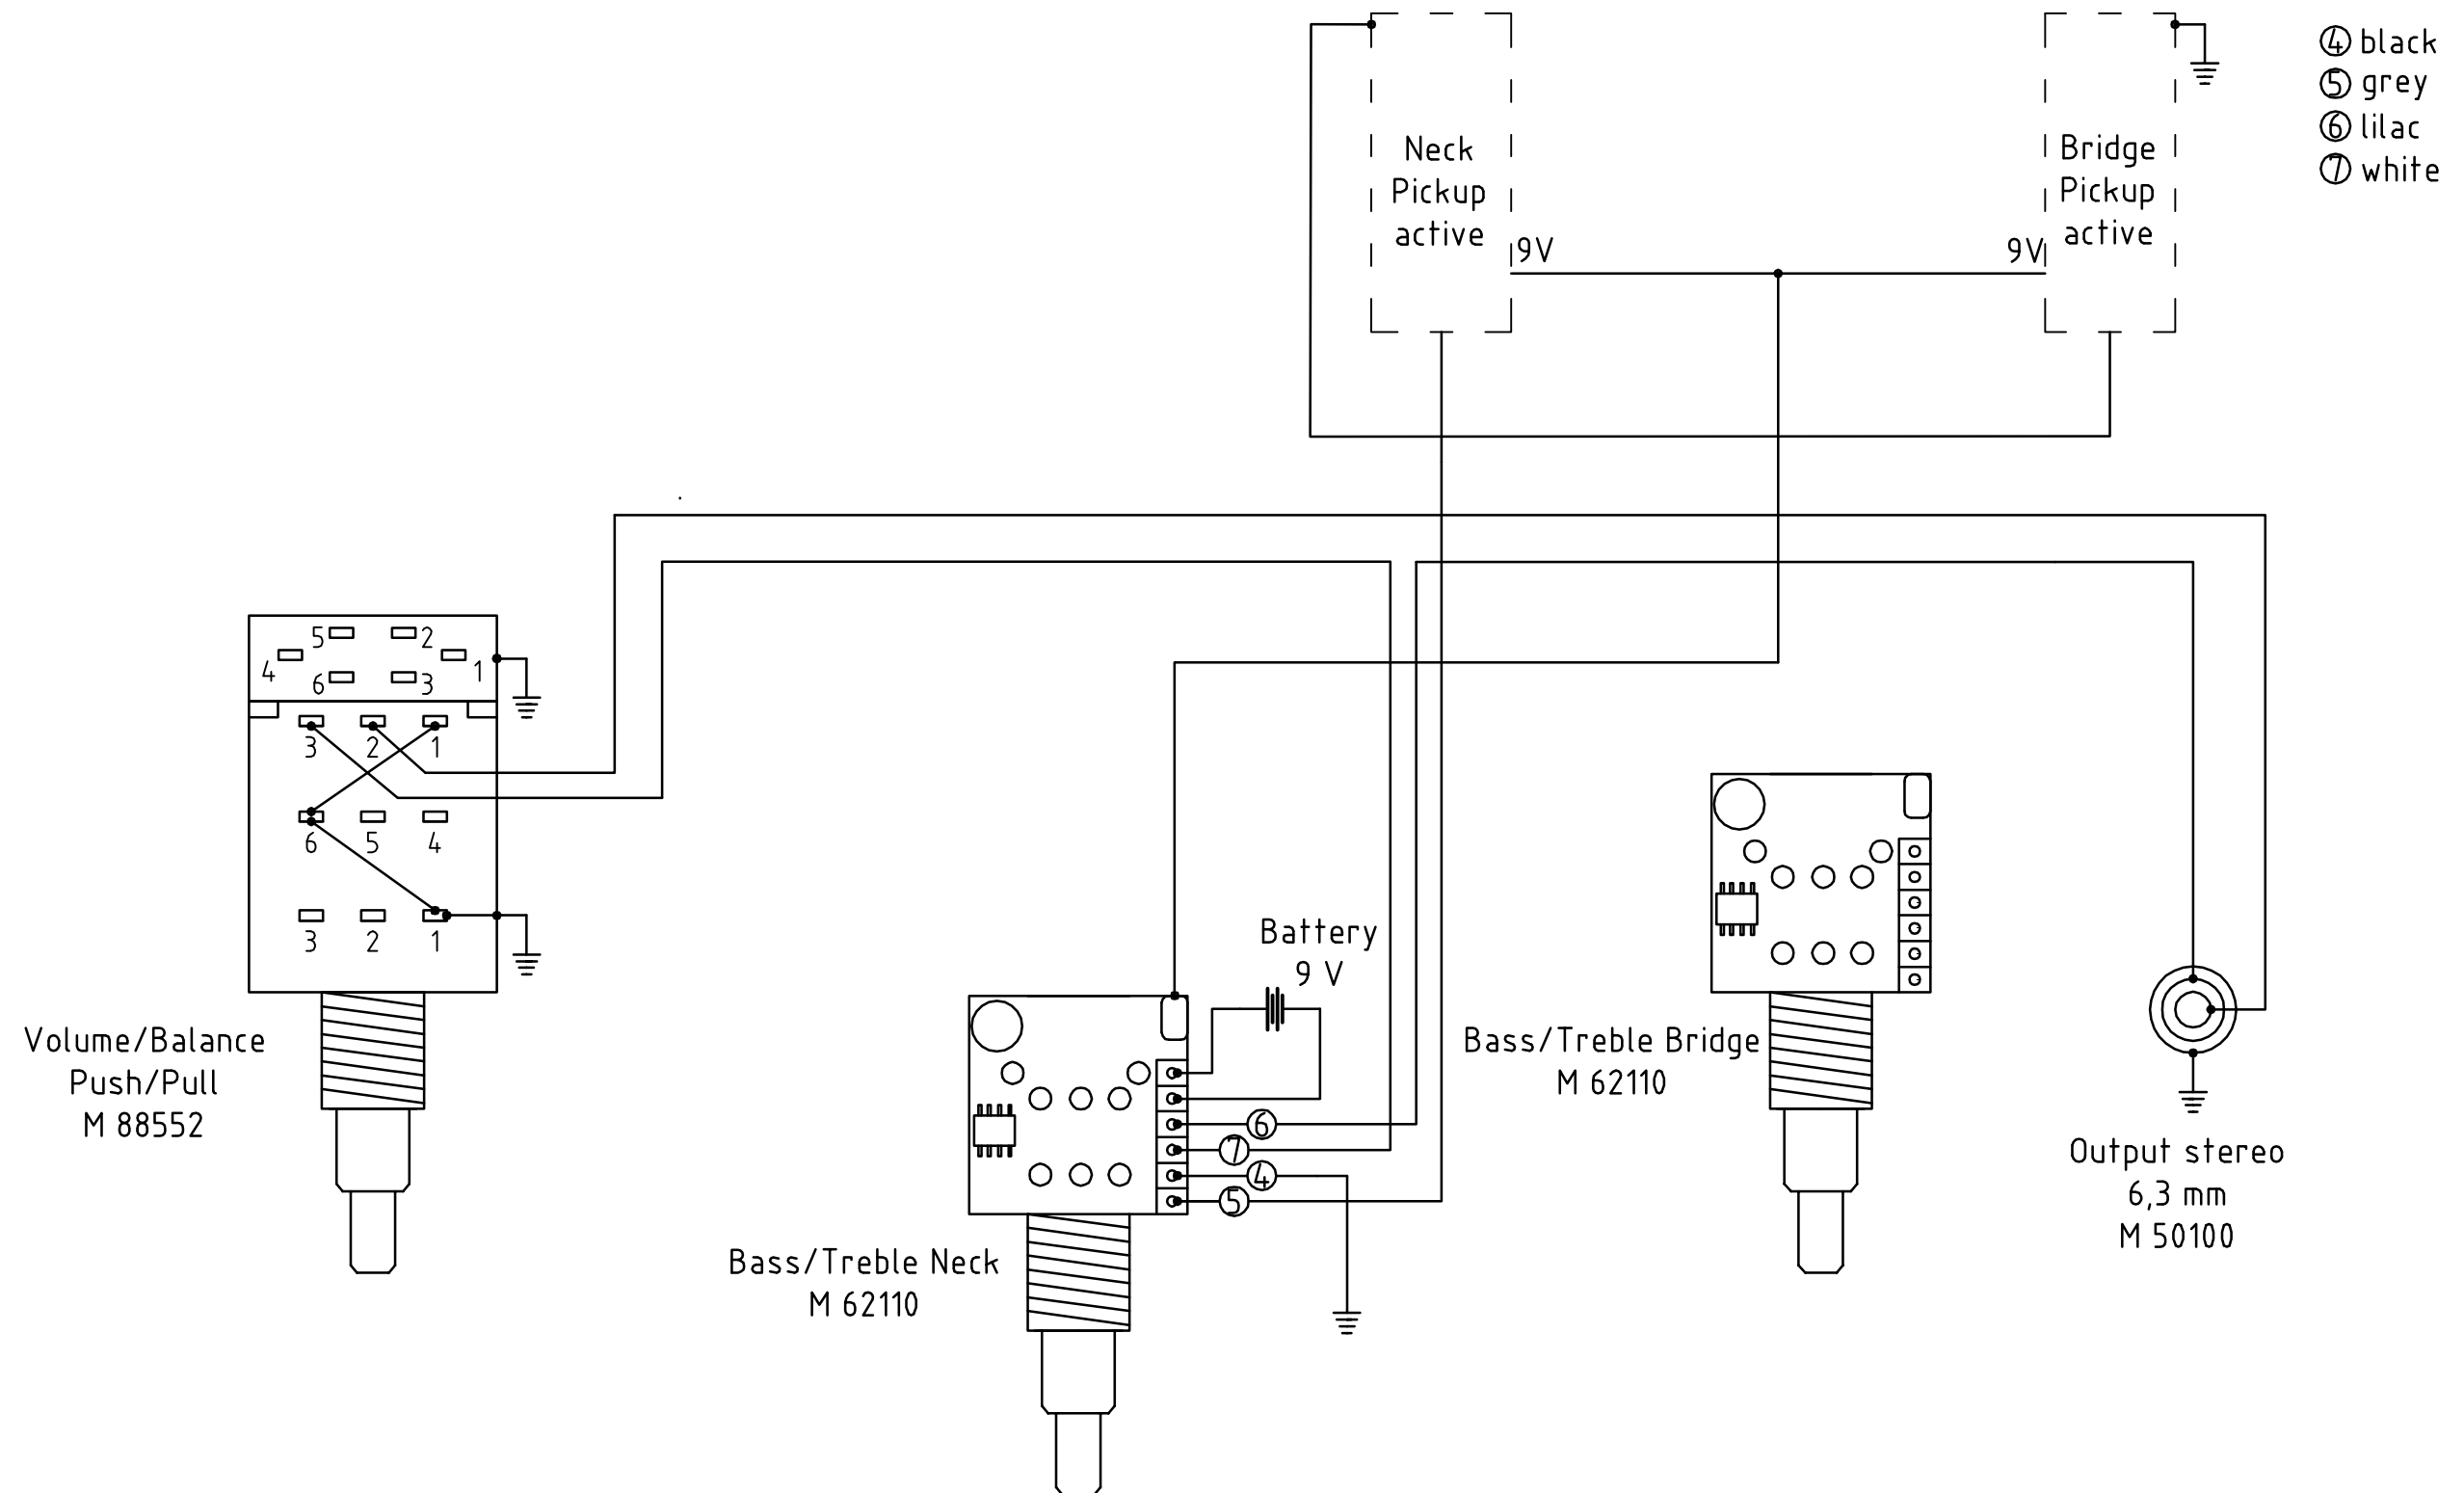 ④ black
⑤ grey
⑥ lilac
⑦ white
Neck
Pickup
active
9V
Bridge
Pickup
active
9V
5
2
4
1
6
3
3
2
1
6
5
4
3
2
1
Volume/Balance
Push/Pull
M 88552
Battery
9 V
6
7
4
5
Bass/Treble Neck
M 62110
Bass/Treble Bridge
M 62110
Output stereo
6,3 mm
M 50100